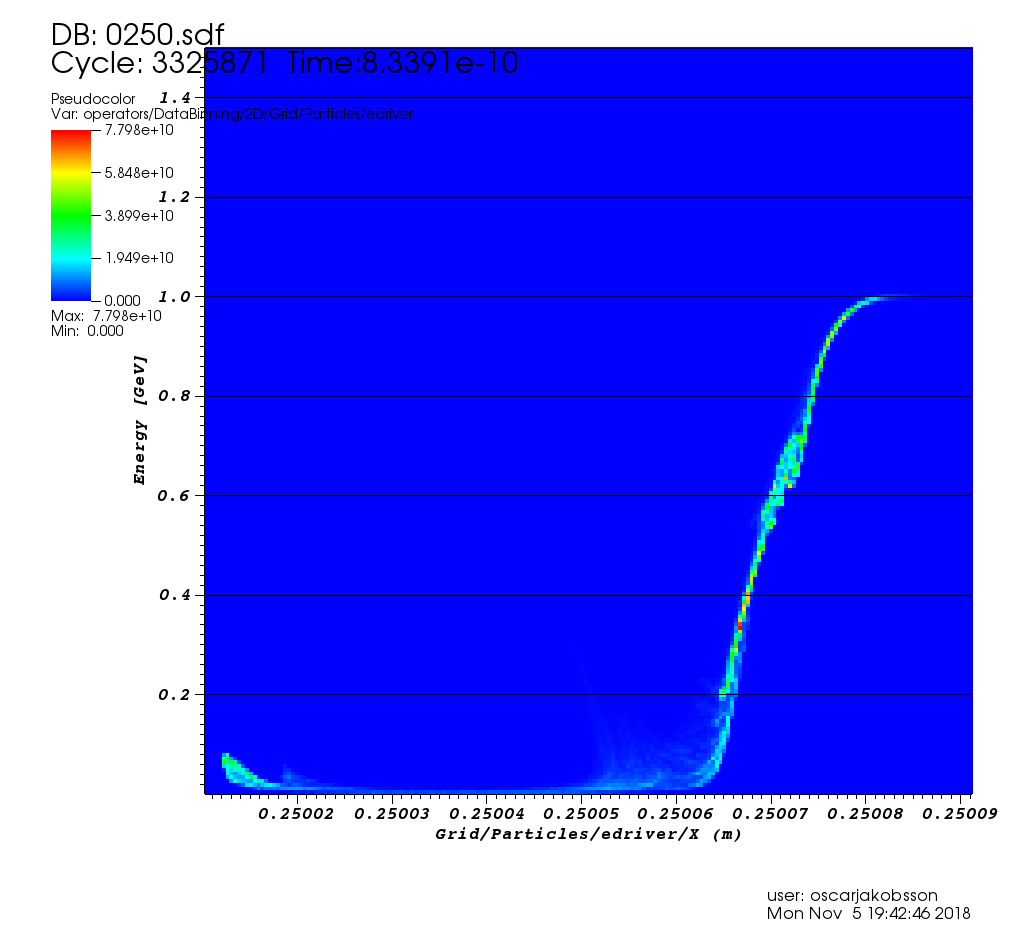 DB: 0250.sdf
Cycle: 3325871 Time:8.3391e-10
Pseudocolor
Var: operators/DataBinning/2D/Grid/Particles/edriver
7.798e+10
5.848e+10
3.899e+10
1.949e+10
0.000
Max: 7.798e+10
Min: 0.000
1.4
1.2
1.0
0.8
0.6
0.4
0.2
Energy [GeV]
0.25002 0.25003 0.25004 0.25005 0.25006 0.25007 0.25008 0.25009
Grid/Particles/edriver/X (m)
user: oscarjakobsson
Mon Nov 5 19:42:46 2018